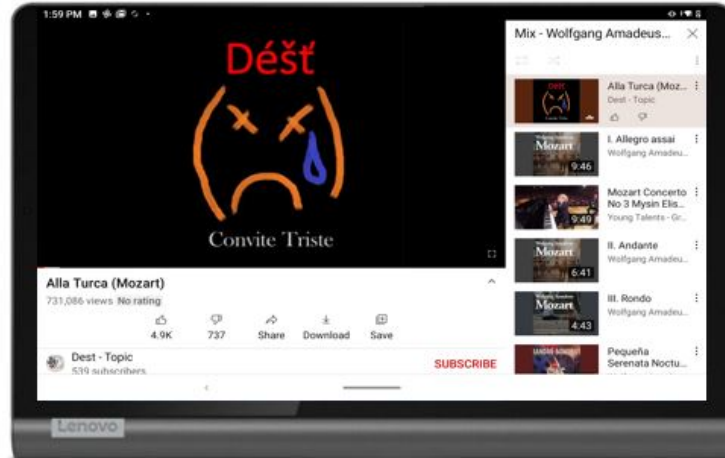 1:59 PM
Déšť
Convite Triste
Alla Turca (Mozart)
731,086 views No rating
4.9K
737
Share
Download
Save
Dest - Topic
539 subscribers
SUBSCRIBE
Mix - Wolfgang Amadeus...
Déšť
Alla Turca (Moz...
Dest - Topic
Mozart
9:46
I. Allegro assai
Wolfgang Amadeu...
9:49
Mozart Concerto
No 3 Mysin Elis...
Young Talents - Gr...
Mozart
6:41
II. Andante
Wolfgang Amadeu...
Mozart
4:43
III. Rondo
Wolfgang Amadeu...
Pequeña
Serenata Noctu...
Lenovo